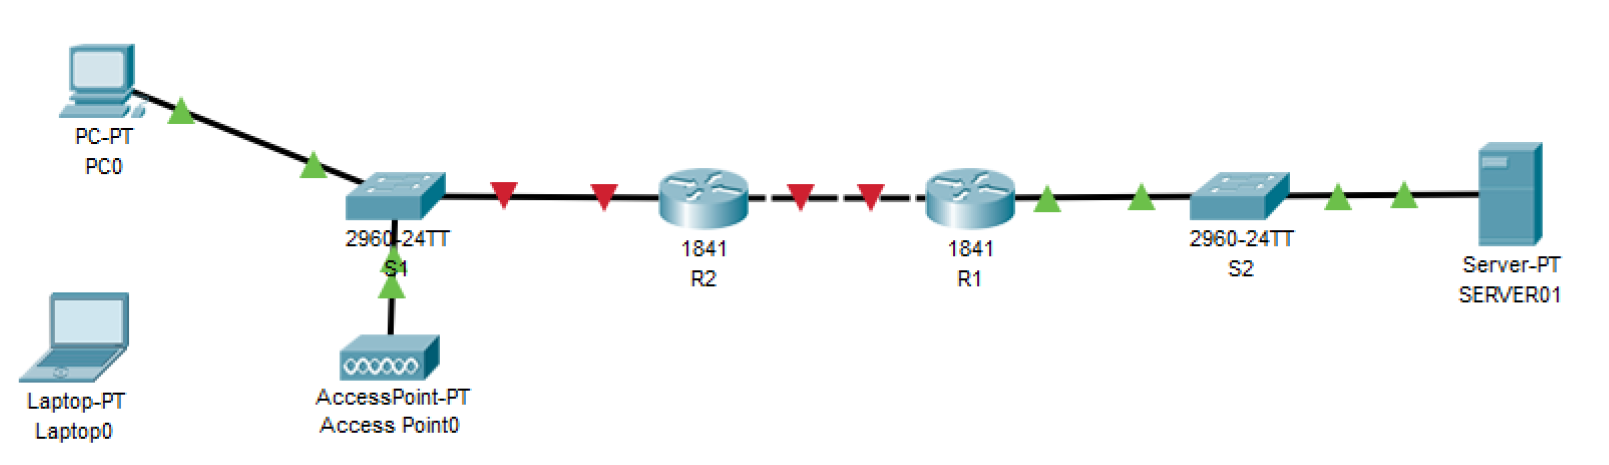 PC-PT
PC0
2960-24TT
S1
1841
R2
1841
R1
2960-24TT
S2
Server-PT
SERVER01
Laptop-PT
Laptop0
AccessPoint-PT
Access Point0